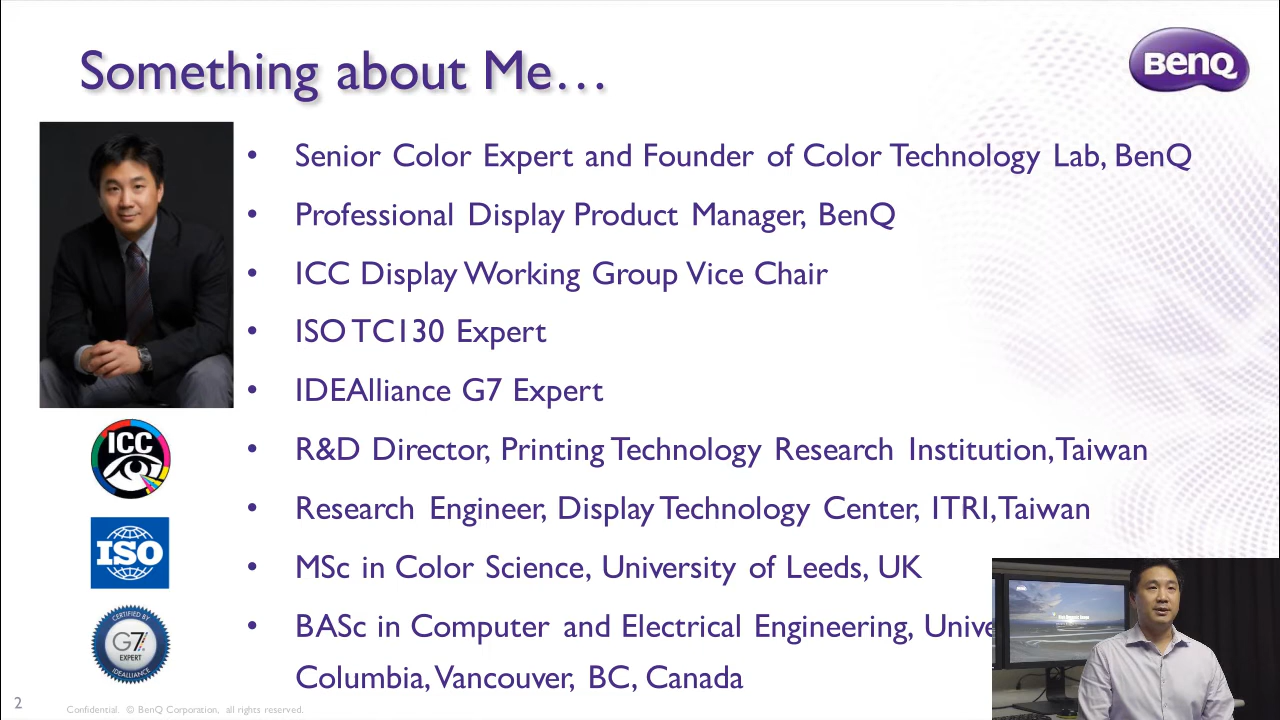 Something about Me…
BenQ
• Senior Color Expert and Founder of Color Technology Lab, BenQ
• Professional Display Product Manager, BenQ
• ICC Display Working Group Vice Chair
• ISO TC130 Expert
• IDEAlliance G7 Expert
• R&D Director, Printing Technology Research Institution, Taiwan
• Research Engineer, Display Technology Center, ITRI, Taiwan
• MSc in Color Science, University of Leeds, UK
• BASc in Computer and Electrical Engineering, Unive
Columbia, Vancouver, BC, Canada
ICC
ISO
CERTIFIED BY
G7
EXPERT
IDEALLIANCE
2
Confidential. © BenQ Corporation, all rights reserved.